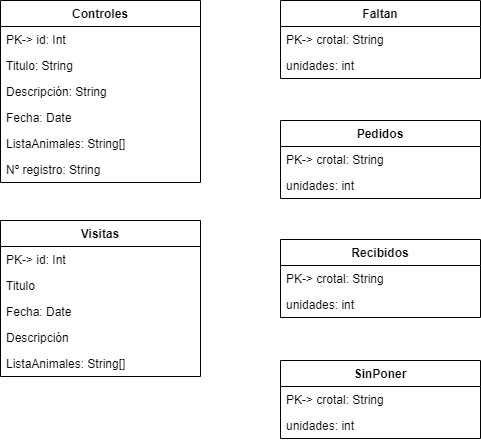 Controles
PK-> id: Int
Titulo: String
Descripción: String
Fecha: Date
ListaAnimales: String[]
Nº registro: String
Visitas
PK-> id: Int
Titulo
Fecha: Date
Descripción
ListaAnimales: String[]
Faltan
PK-> crotal: String
unidades: int
Pedidos
PK-> crotal: String
unidades: int
Recibidos
PK-> crotal: String
unidades: int
SinPoner
PK-> crotal: String
unidades: int